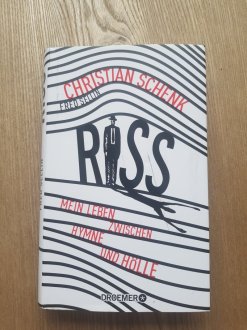 CHRISTIAN SCHENK
FRED SELLIN
RISS
MEIN LEBEN
ZWISCHEN
HYMNE
UND HÖLLE
DROEMER